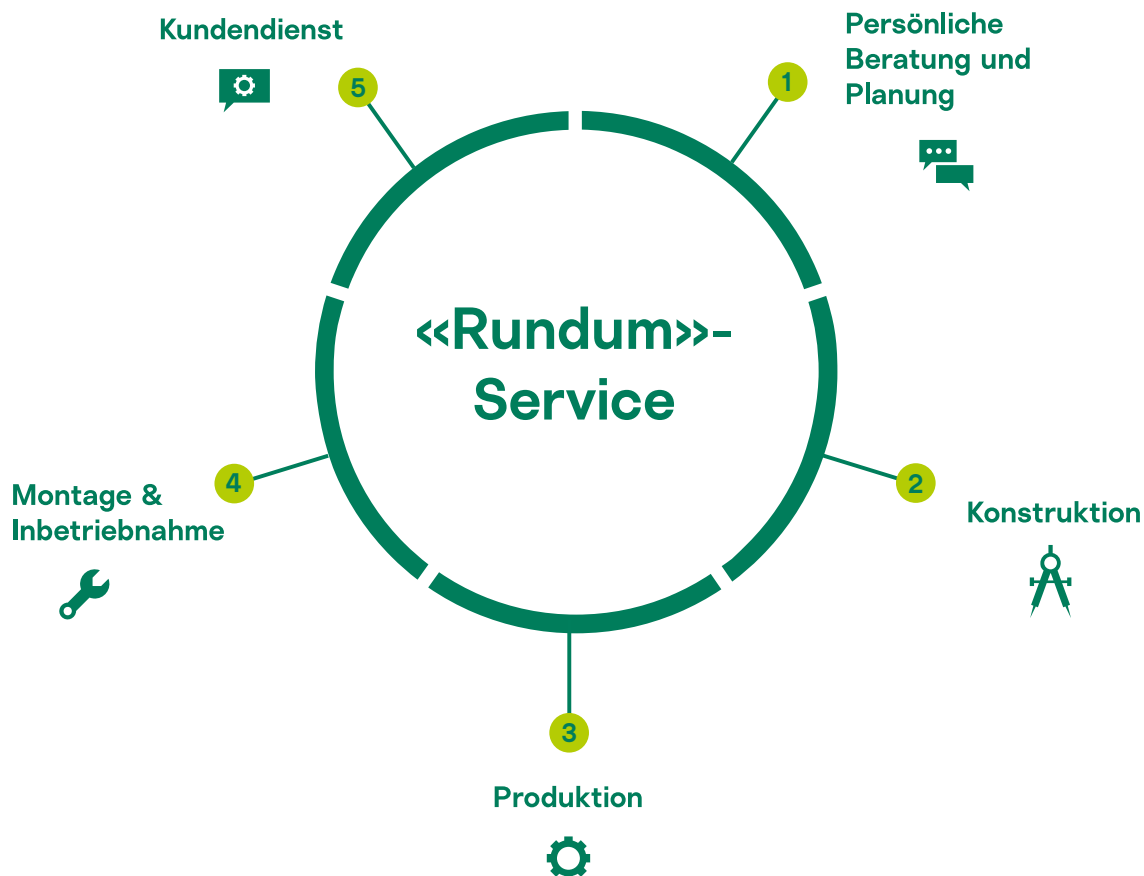 «Rundum»-
Service
1
Persönliche
Beratung und
Planung
2
Konstruktion
3
Produktion
4
Montage &
Inbetriebnahme
5
Kundendienst